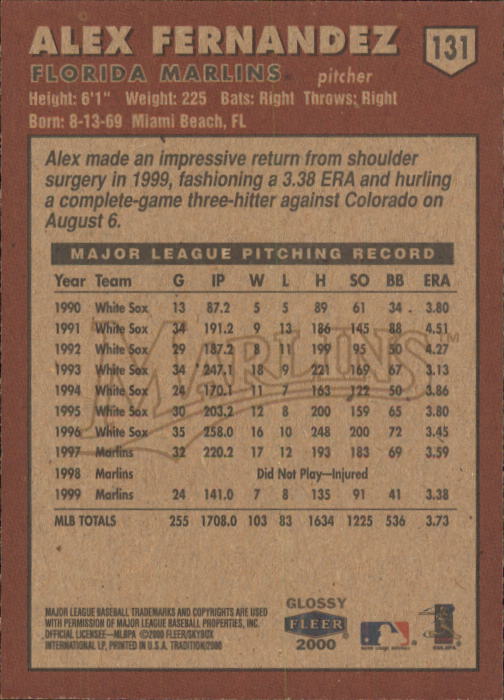 ALEX FERNANDEZ
131
FLORIDA MARLINS pitcher
Height: 6'1" Weight: 225 Bats: Right Throws: Right
Born: 8-13-69 Miami Beach, FL
Alex made an impressive return from shoulder
surgery in 1999, fashioning a 3.38 ERA and hurling
a complete-game three-hitter against Colorado on
August 6.
MAJOR LEAGUE PITCHING RECORD
Year Team G IP W L H SO BB ERA
1990 White Sox 13 87.2 5 5 89 61 34 3.80
1991 White Sox 34 191.2 9 13 186 145 88 4.51
1992 White Sox 29 187.2 8 11 199 95 50 4.27
1993 White Sox 34 247.1 18 9 221 169 67 3.13
1994 White Sox 24 170.1 11 7 163 122 50 3.86
1995 White Sox 30 203.2 12 8 200 159 65 3.80
1996 White Sox 35 258.0 16 10 248 200 72 3.45
1997 Marlins 32 220.2 17 12 193 183 69 3.59
1998 Marlins Did Not Play—Injured
1999 Marlins 24 141.0 7 8 135 91 41 3.38
MLB TOTALS 255 1708.0 103 83 1634 1225 536 3.73
MARLINS™
MAJOR LEAGUE BASEBALL TRADEMARKS AND COPYRIGHTS ARE USED
WITH PERMISSION OF MAJOR LEAGUE BASEBALL PROPERTIES, INC.
OFFICIAL LICENSEE—MLBPA ©2000 FLEER/SKYBOX
INTERNATIONAL LP, PRINTED IN U.S.A. TRADITION/2000
GLOSSY
FLEER
2000